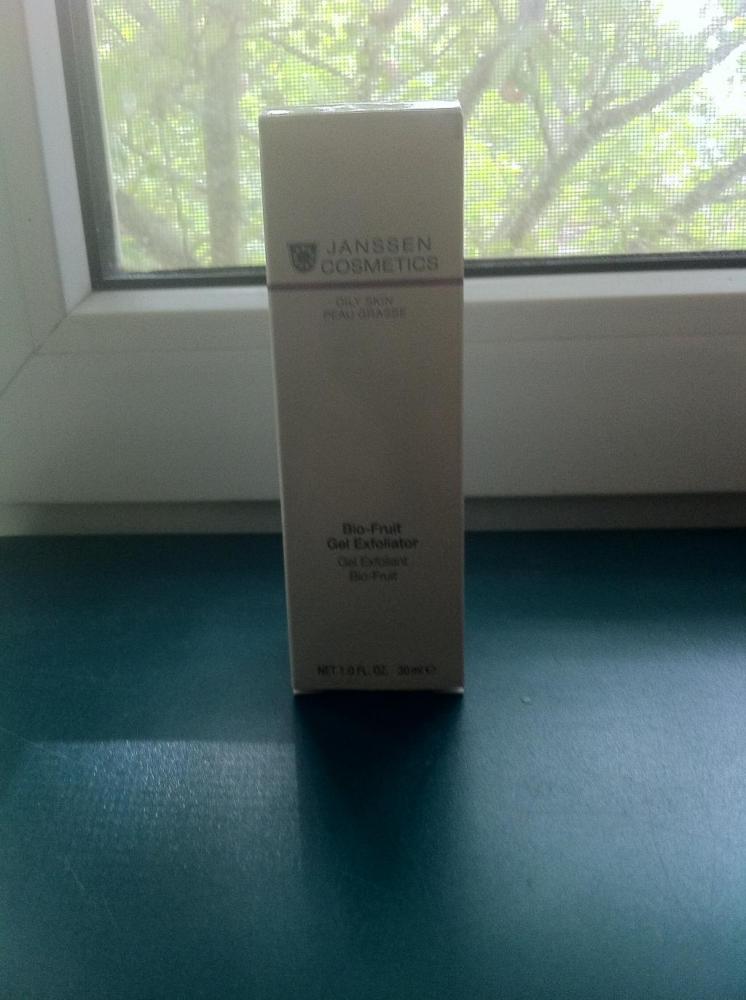 JANSSEN
COSMETICS
OILY SKIN
PEAU GRASSE
Bio-Fruit
Gel Exfoliator
Gel Exfoliant
Bio-Fruit
NET 1.0 FL. OZ. 30 ml ℮